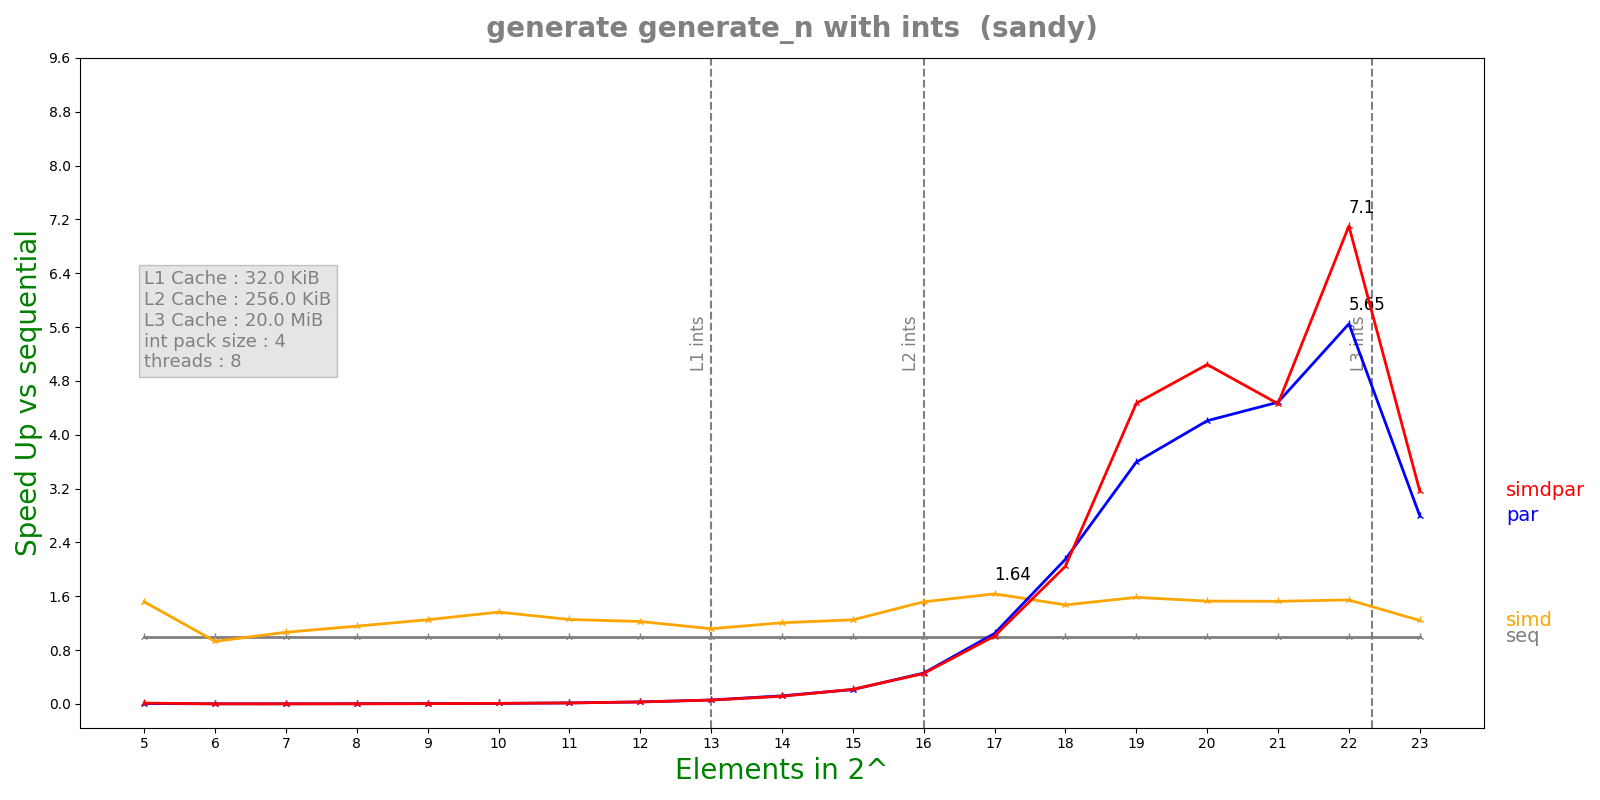 generate generate_n with ints  (sandy)
Speed Up vs sequential
9.6
8.8
8.0
7.2
6.4
5.6
4.8
4.0
3.2
2.4
1.6
0.8
0.0
L1 Cache : 32.0 KiB
L2 Cache : 256.0 KiB
L3 Cache : 20.0 MiB
int pack size : 4
threads : 8
L1 ints
L2 ints
L3 ints
7.1
5.65
1.64
simdpar
par
simd
seq
5 6 7 8 9 10 11 12 13 14 15 16 17 18 19 20 21 22 23
Elements in 2^